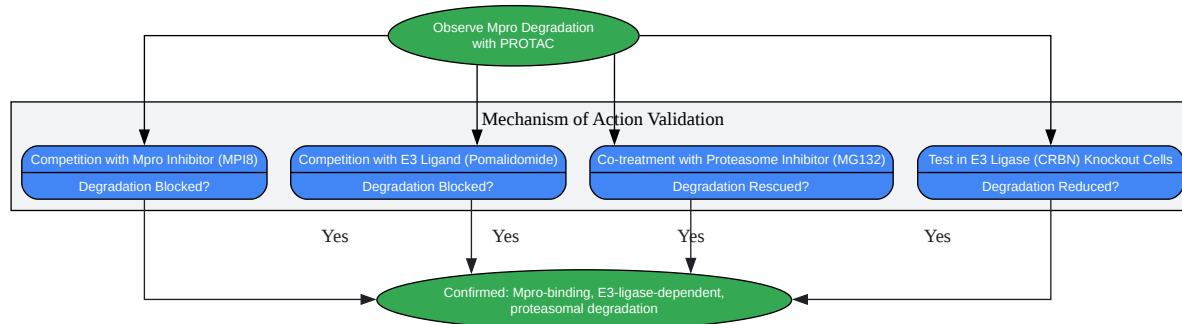 Observe Mpro Degradation
with PROTAC
Mechanism of Action Validation
Competition with Mpro Inhibitor (MPI8)
Degradation Blocked?
Competition with E3 Ligand (Pomalidomide)
Degradation Blocked?
Co-treatment with Proteasome Inhibitor (MG132)
Degradation Rescued?
Test in E3 Ligase (CRBN) Knockout Cells
Degradation Reduced?
Yes
Yes
Yes
Yes
Confirmed: Mpro-binding, E3-ligase-dependent,
proteasomal degradation